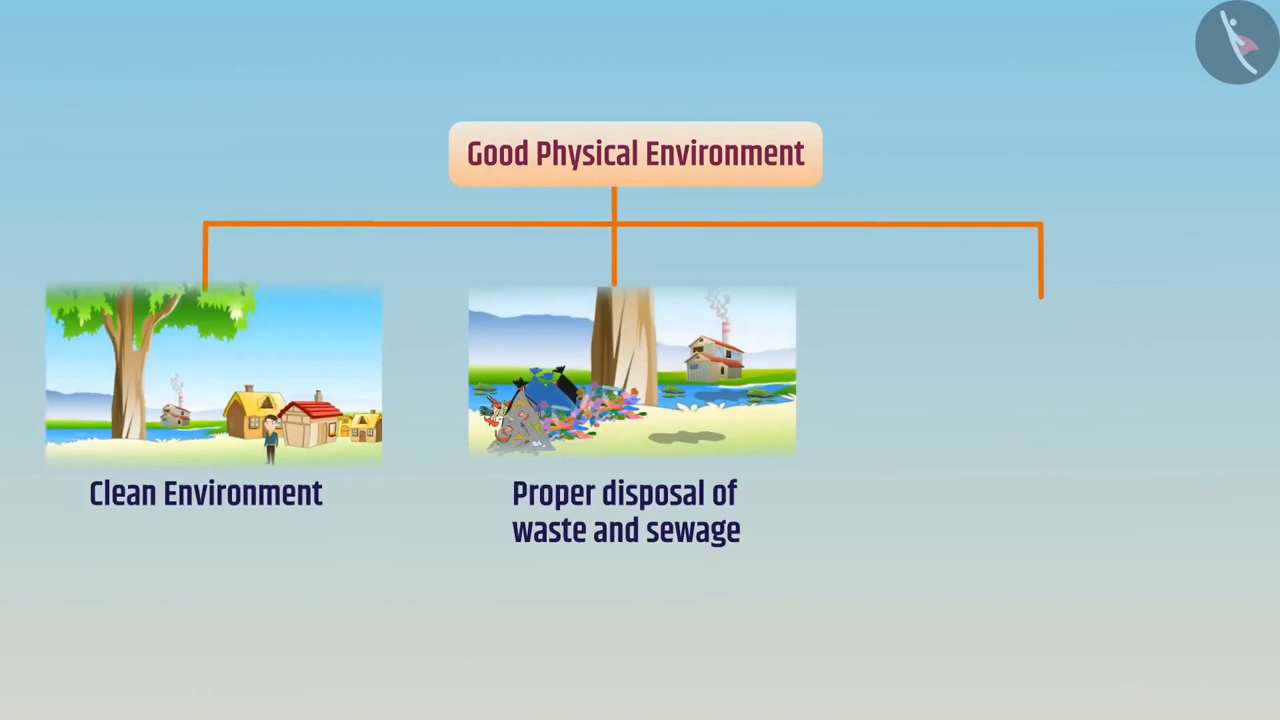 Good Physical Environment
Clean Environment
Proper disposal of
waste and sewage